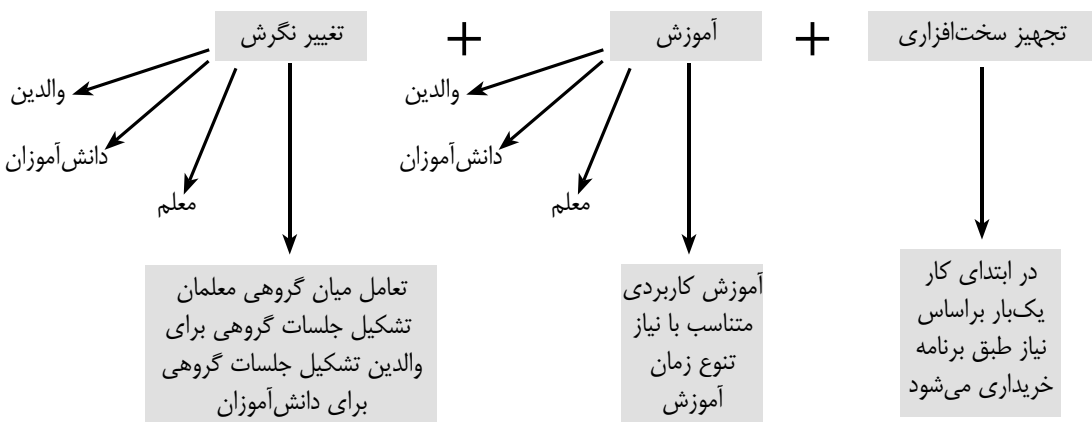 تجهیز سخت‌افزاری
+
آموزش
+
تغییر نگرش
والدین
دانش‌آموزان
معلم
والدین
دانش‌آموزان
معلم
در ابتدای کار
یک‌بار براساس
نیاز طبق برنامه
خریداری می‌شود
آموزش کاربردی
متناسب با نیاز
تنوع زمان
آموزش
تعامل میان گروهی معلمان
تشکیل جلسات گروهی برای
والدین تشکیل جلسات گروهی
برای دانش‌آموزان